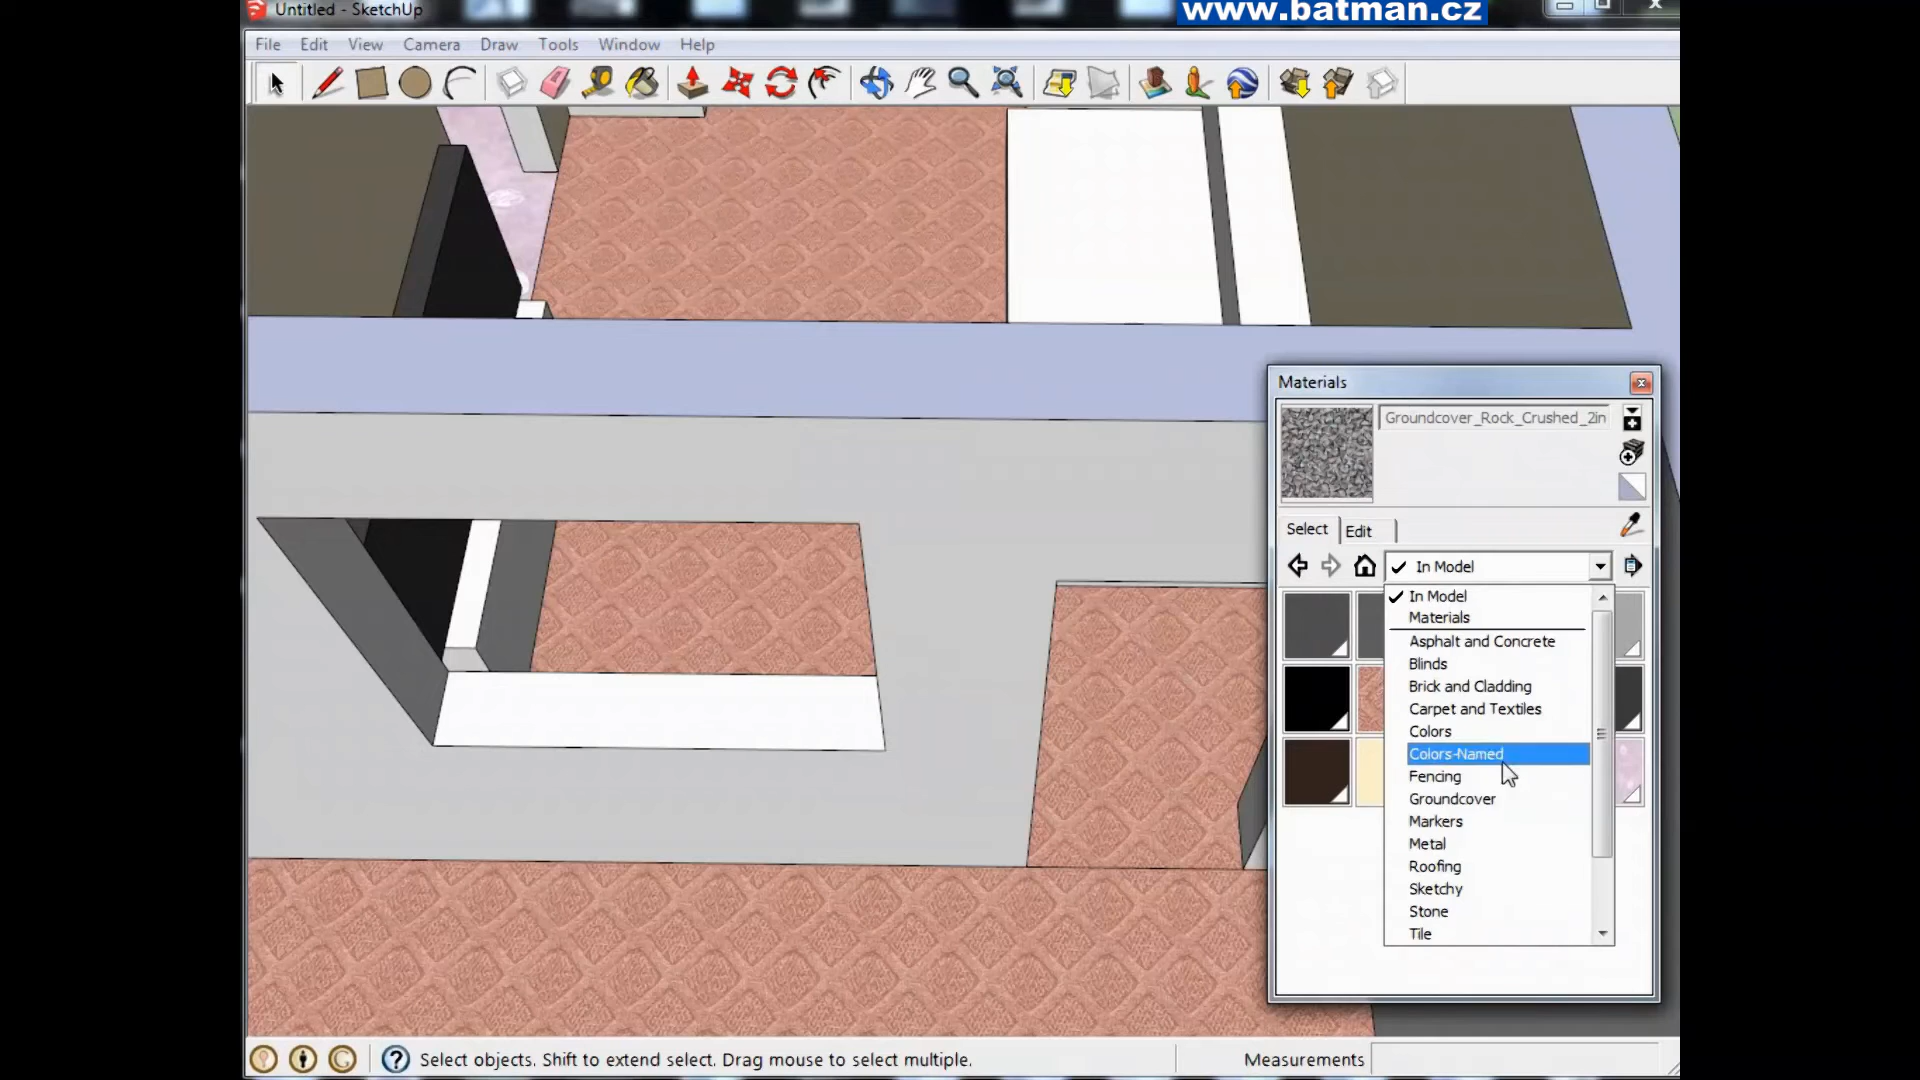 Untitled - SketchUp
www.batman.cz
File Edit View Camera Draw Tools Window Help
Materials
Groundcover_Rock_Crushed_2in
Select Edit
In Model
In Model
Materials
Asphalt and Concrete
Blinds
Brick and Cladding
Carpet and Textiles
Colors
Colors-Named
Fencing
Groundcover
Markers
Metal
Roofing
Sketchy
Stone
Tile
Select objects. Shift to extend select. Drag mouse to select multiple.
Measurements